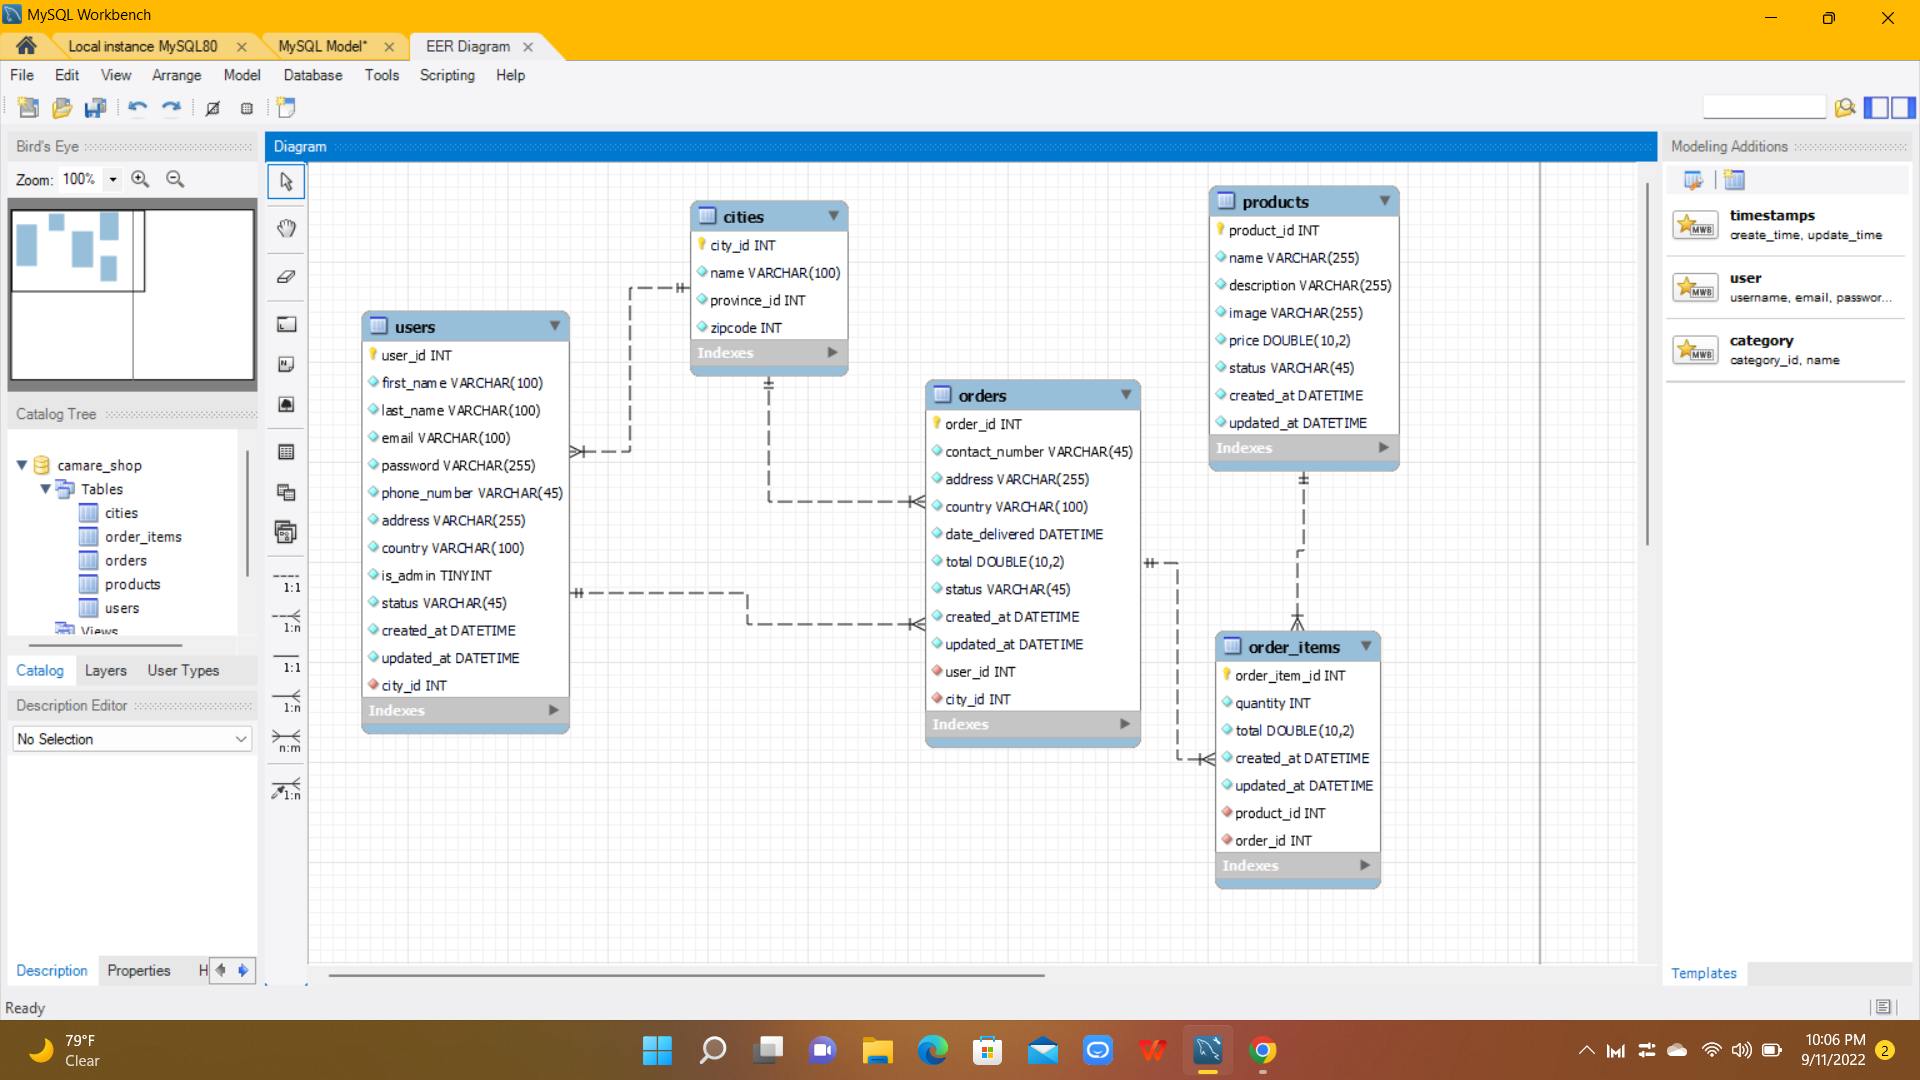 MySQL Workbench
Local instance MySQL80
MySQL Model*
EER Diagram
File Edit View Arrange Model Database Tools Scripting Help
Bird's Eye
Zoom: 100%
Catalog Tree
camare_shop
Tables
cities
order_items
orders
products
users
Views
Catalog Layers User Types
Description Editor
No Selection
Description Properties H
Ready
Diagram
1:1
1:n
1:1
1:n
n:m
1:n
users
user_id INT
first_name VARCHAR(100)
last_name VARCHAR(100)
email VARCHAR(100)
password VARCHAR(255)
phone_number VARCHAR(45)
address VARCHAR(255)
country VARCHAR(100)
is_admin TINYINT
status VARCHAR(45)
created_at DATETIME
updated_at DATETIME
city_id INT
Indexes
cities
city_id INT
name VARCHAR(100)
province_id INT
zipcode INT
Indexes
orders
order_id INT
contact_number VARCHAR(45)
address VARCHAR(255)
country VARCHAR(100)
date_delivered DATETIME
total DOUBLE(10,2)
status VARCHAR(45)
created_at DATETIME
updated_at DATETIME
user_id INT
city_id INT
Indexes
products
product_id INT
name VARCHAR(255)
description VARCHAR(255)
image VARCHAR(255)
price DOUBLE(10,2)
status VARCHAR(45)
created_at DATETIME
updated_at DATETIME
Indexes
order_items
order_item_id INT
quantity INT
total DOUBLE(10,2)
created_at DATETIME
updated_at DATETIME
product_id INT
order_id INT
Indexes
Modeling Additions
MWB
timestamps
create_time, update_time
MWB
user
username, email, passwor...
MWB
category
category_id, name
Templates
79°F
Clear
10:06 PM
9/11/2022
2